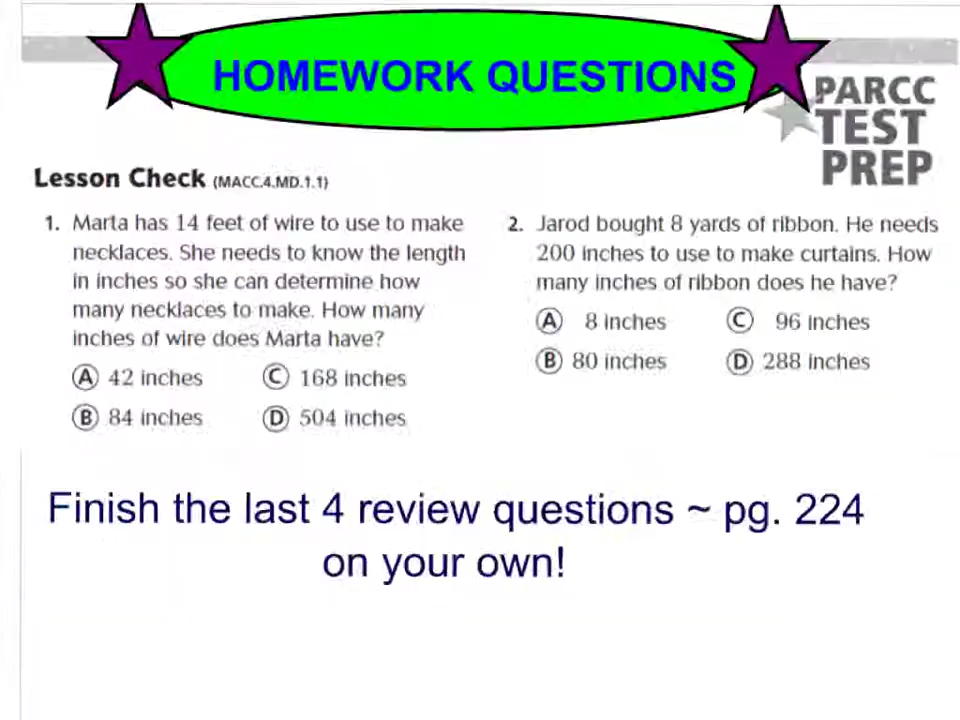 HOMEWORK QUESTIONS
PARCC
TEST
PREP
Lesson Check (MACC.4.MD.1.1)
1. Marta has 14 feet of wire to use to make
necklaces. She needs to know the length
in inches so she can determine how
many necklaces to make. How many
inches of wire does Marta have?
A 42 inches
C 168 inches
B 84 inches
D 504 inches
2. Jarod bought 8 yards of ribbon. He needs
200 inches to use to make curtains. How
many inches of ribbon does he have?
A 8 inches
C 96 inches
B 80 inches
D 288 inches
Finish the last 4 review questions ~ pg. 224
on your own!